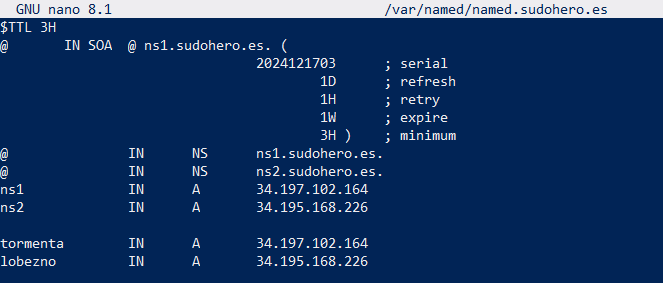 GNU nano 8.1 /var/named/named.sudohero.es
$TTL 3H
@ IN SOA @ ns1.sudohero.es. (
2024121703 ; serial
1D ; refresh
1H ; retry
1W ; expire
3H ) ; minimum
@ IN NS ns1.sudohero.es.
@ IN NS ns2.sudohero.es.
ns1 IN A 34.197.102.164
ns2 IN A 34.195.168.226
tormenta IN A 34.197.102.164
lobezno IN A 34.195.168.226